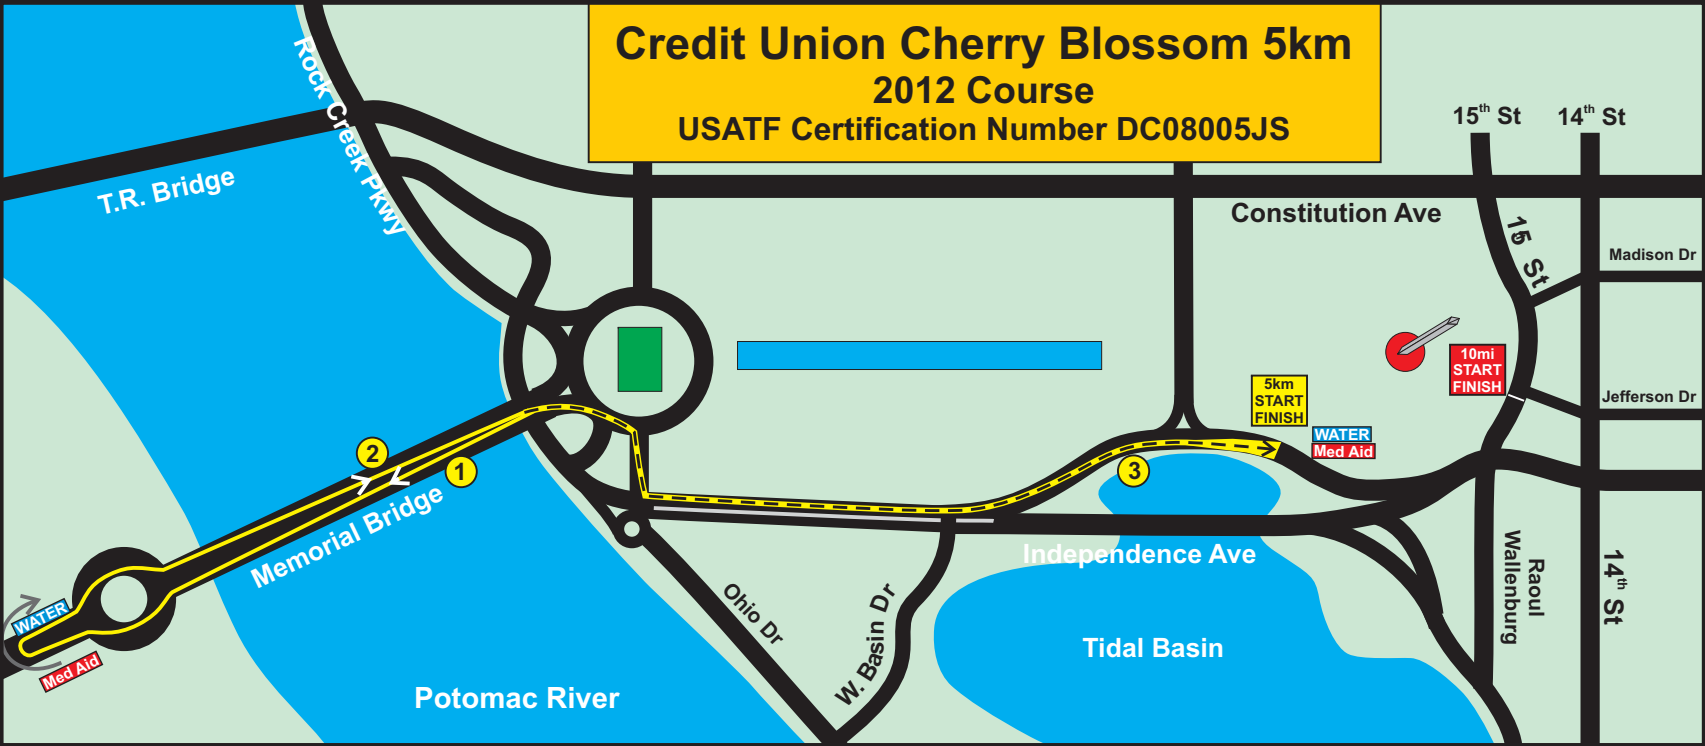 Credit Union Cherry Blossom 5km
2012 Course
USATF Certification Number DC08005JS
Rock Creek Pkwy
T.R. Bridge
15th St
14th St
Constitution Ave
15 St
Madison Dr
10mi
START
FINISH
5km
START
FINISH
Jefferson Dr
WATER
Med Aid
2
1
3
Memorial Bridge
Independence Ave
Raoul
Wallenburg
14th St
Ohio Dr
W. Basin Dr
WATER
Med Aid
Tidal Basin
Potomac River